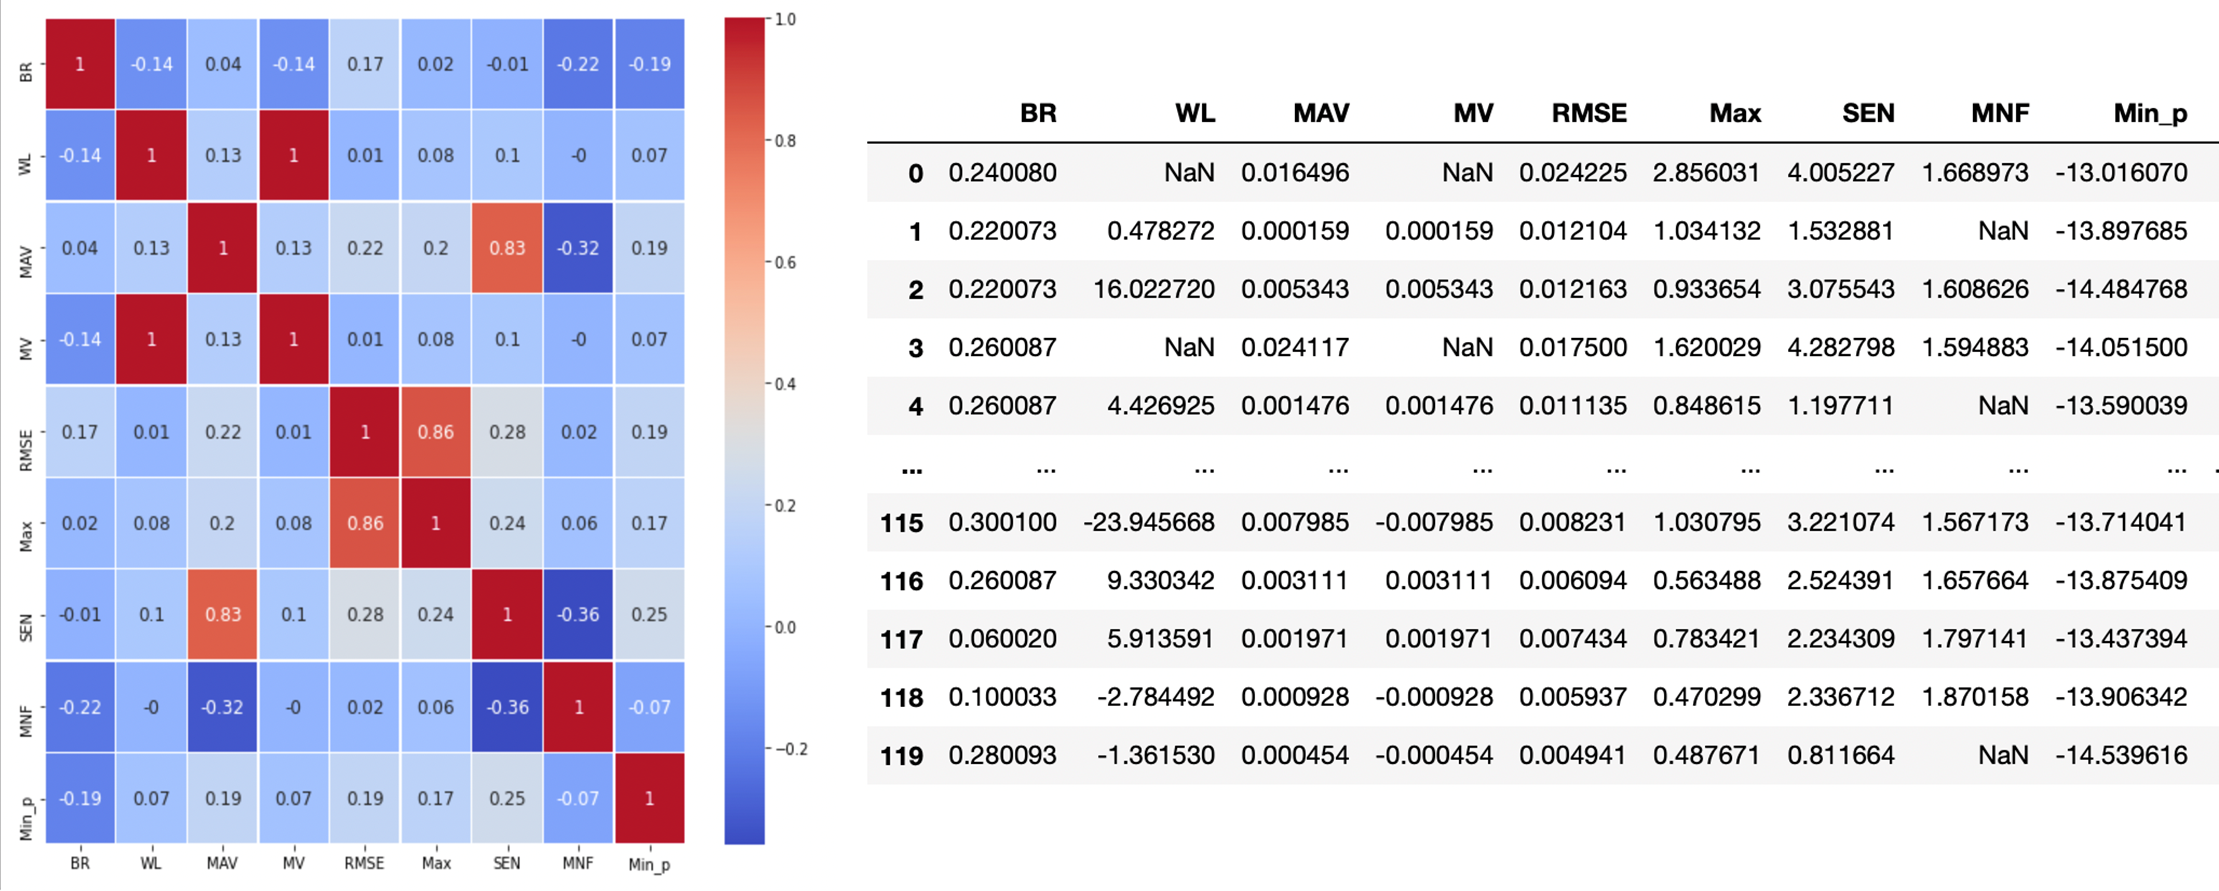 1.0
BR 1 -0.14 0.04 -0.14 0.17 0.02 -0.01 -0.22 -0.19
0.8
WL -0.14 1 0.13 1 0.01 0.08 0.1 -0 0.07
MAV 0.04 0.13 1 0.13 0.22 0.2 0.83 -0.32 0.19
0.6
MV -0.14 1 0.13 1 0.01 0.08 0.1 -0 0.07
0.4
RMSE 0.17 0.01 0.22 0.01 1 0.86 0.28 0.02 0.19
0.2
Max 0.02 0.08 0.2 0.08 0.86 1 0.24 0.06 0.17
SEN -0.01 0.1 0.83 0.1 0.28 0.24 1 -0.36 0.25
0.0
MNF -0.22 -0 -0.32 -0 0.02 0.06 -0.36 1 -0.07
−0.2
Min_p -0.19 0.07 0.19 0.07 0.19 0.17 0.25 -0.07 1
BR WL MAV MV RMSE Max SEN MNF Min_p
BR WL MAV MV RMSE Max SEN MNF Min_p
0 0.240080 NaN 0.016496 NaN 0.024225 2.856031 4.005227 1.668973 -13.016070
1 0.220073 0.478272 0.000159 0.000159 0.012104 1.034132 1.532881 NaN -13.897685
2 0.220073 16.022720 0.005343 0.005343 0.012163 0.933654 3.075543 1.608626 -14.484768
3 0.260087 NaN 0.024117 NaN 0.017500 1.620029 4.282798 1.594883 -14.051500
4 0.260087 4.426925 0.001476 0.001476 0.011135 0.848615 1.197711 NaN -13.590039
... ... ... ... ... ... ... ... ... ...
115 0.300100 -23.945668 0.007985 -0.007985 0.008231 1.030795 3.221074 1.567173 -13.714041
116 0.260087 9.330342 0.003111 0.003111 0.006094 0.563488 2.524391 1.657664 -13.875409
117 0.060020 5.913591 0.001971 0.001971 0.007434 0.783421 2.234309 1.797141 -13.437394
118 0.100033 -2.784492 0.000928 -0.000928 0.005937 0.470299 2.336712 1.870158 -13.906342
119 0.280093 -1.361530 0.000454 -0.000454 0.004941 0.487671 0.811664 NaN -14.539616